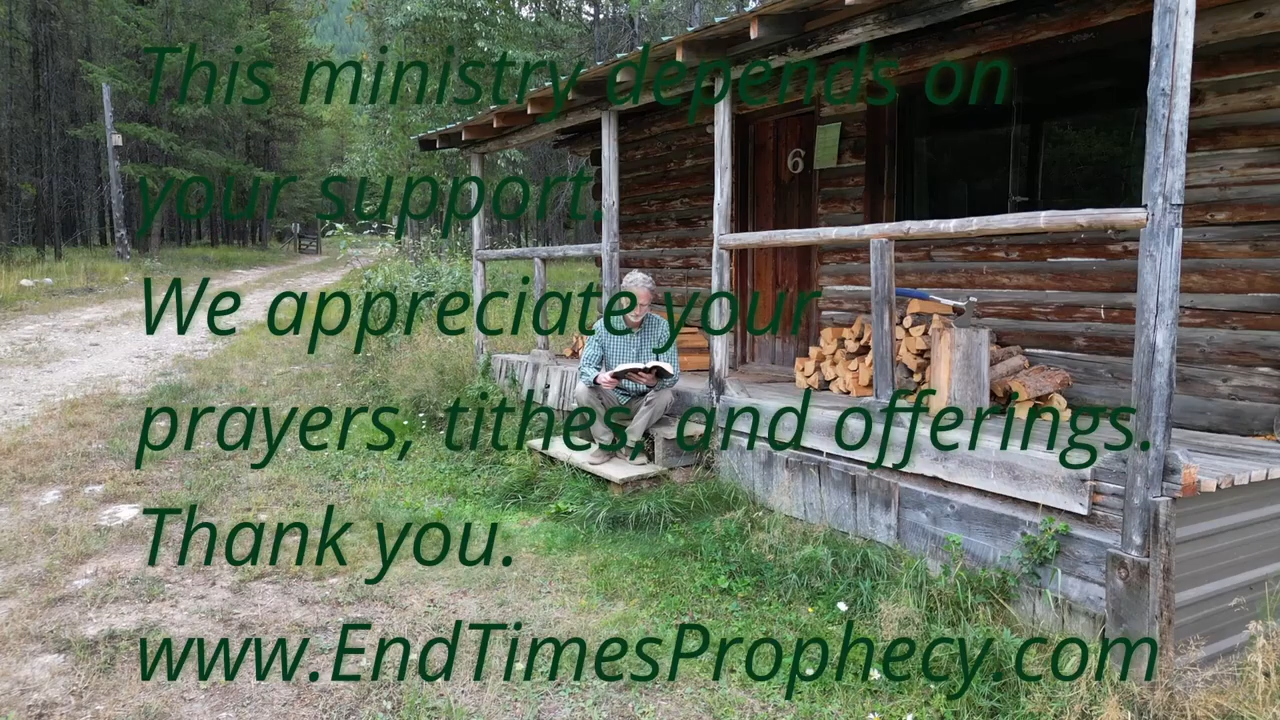 This ministry depends on
your support.
6
We appreciate your
prayers, tithes, and offerings.
Thank you.
www.EndTimesProphecy.com